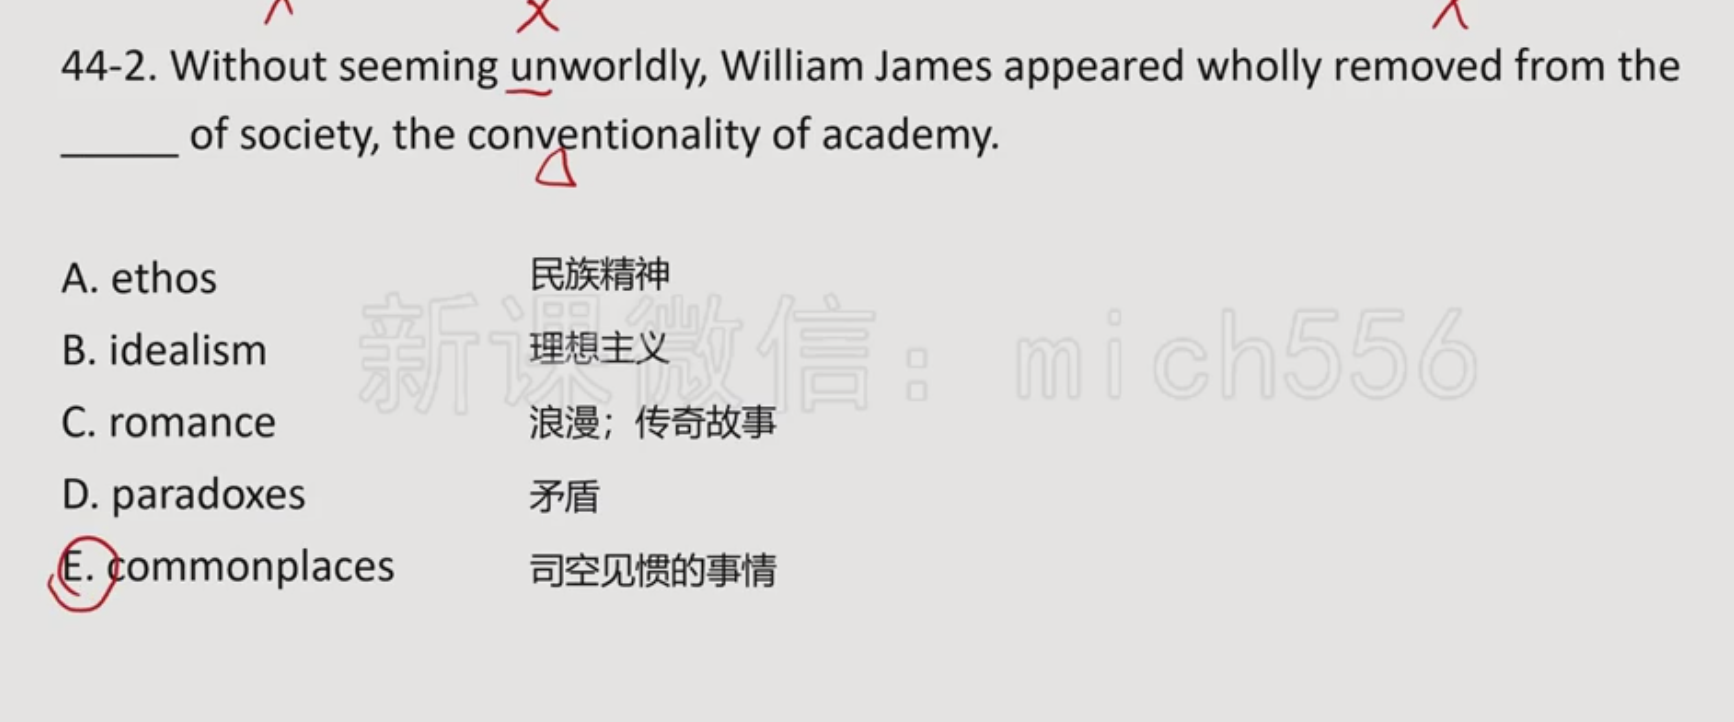 44-2. Without seeming unworldly, William James appeared wholly removed from the
______ of society, the conventionality of academy.
A. ethos 民族精神
B. idealism 理想主义
C. romance 浪漫；传奇故事
D. paradoxes 矛盾
E. commonplaces 司空见惯的事情
新课微信：mich556